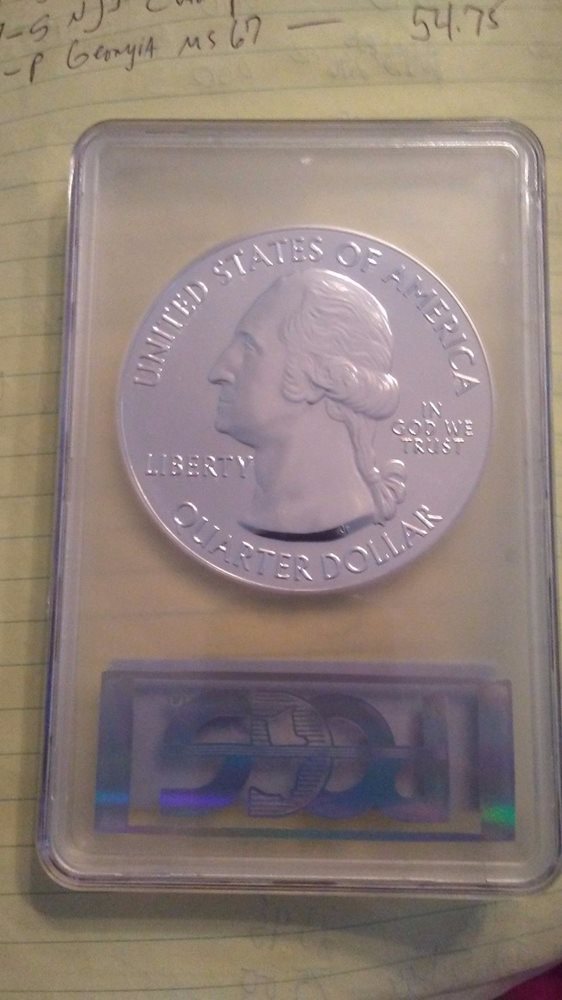 -P Georgia MS 67 — 54.75
UNITED STATES OF AMERICA
IN
GOD WE
TRUST
LIBERTY
QUARTER DOLLAR